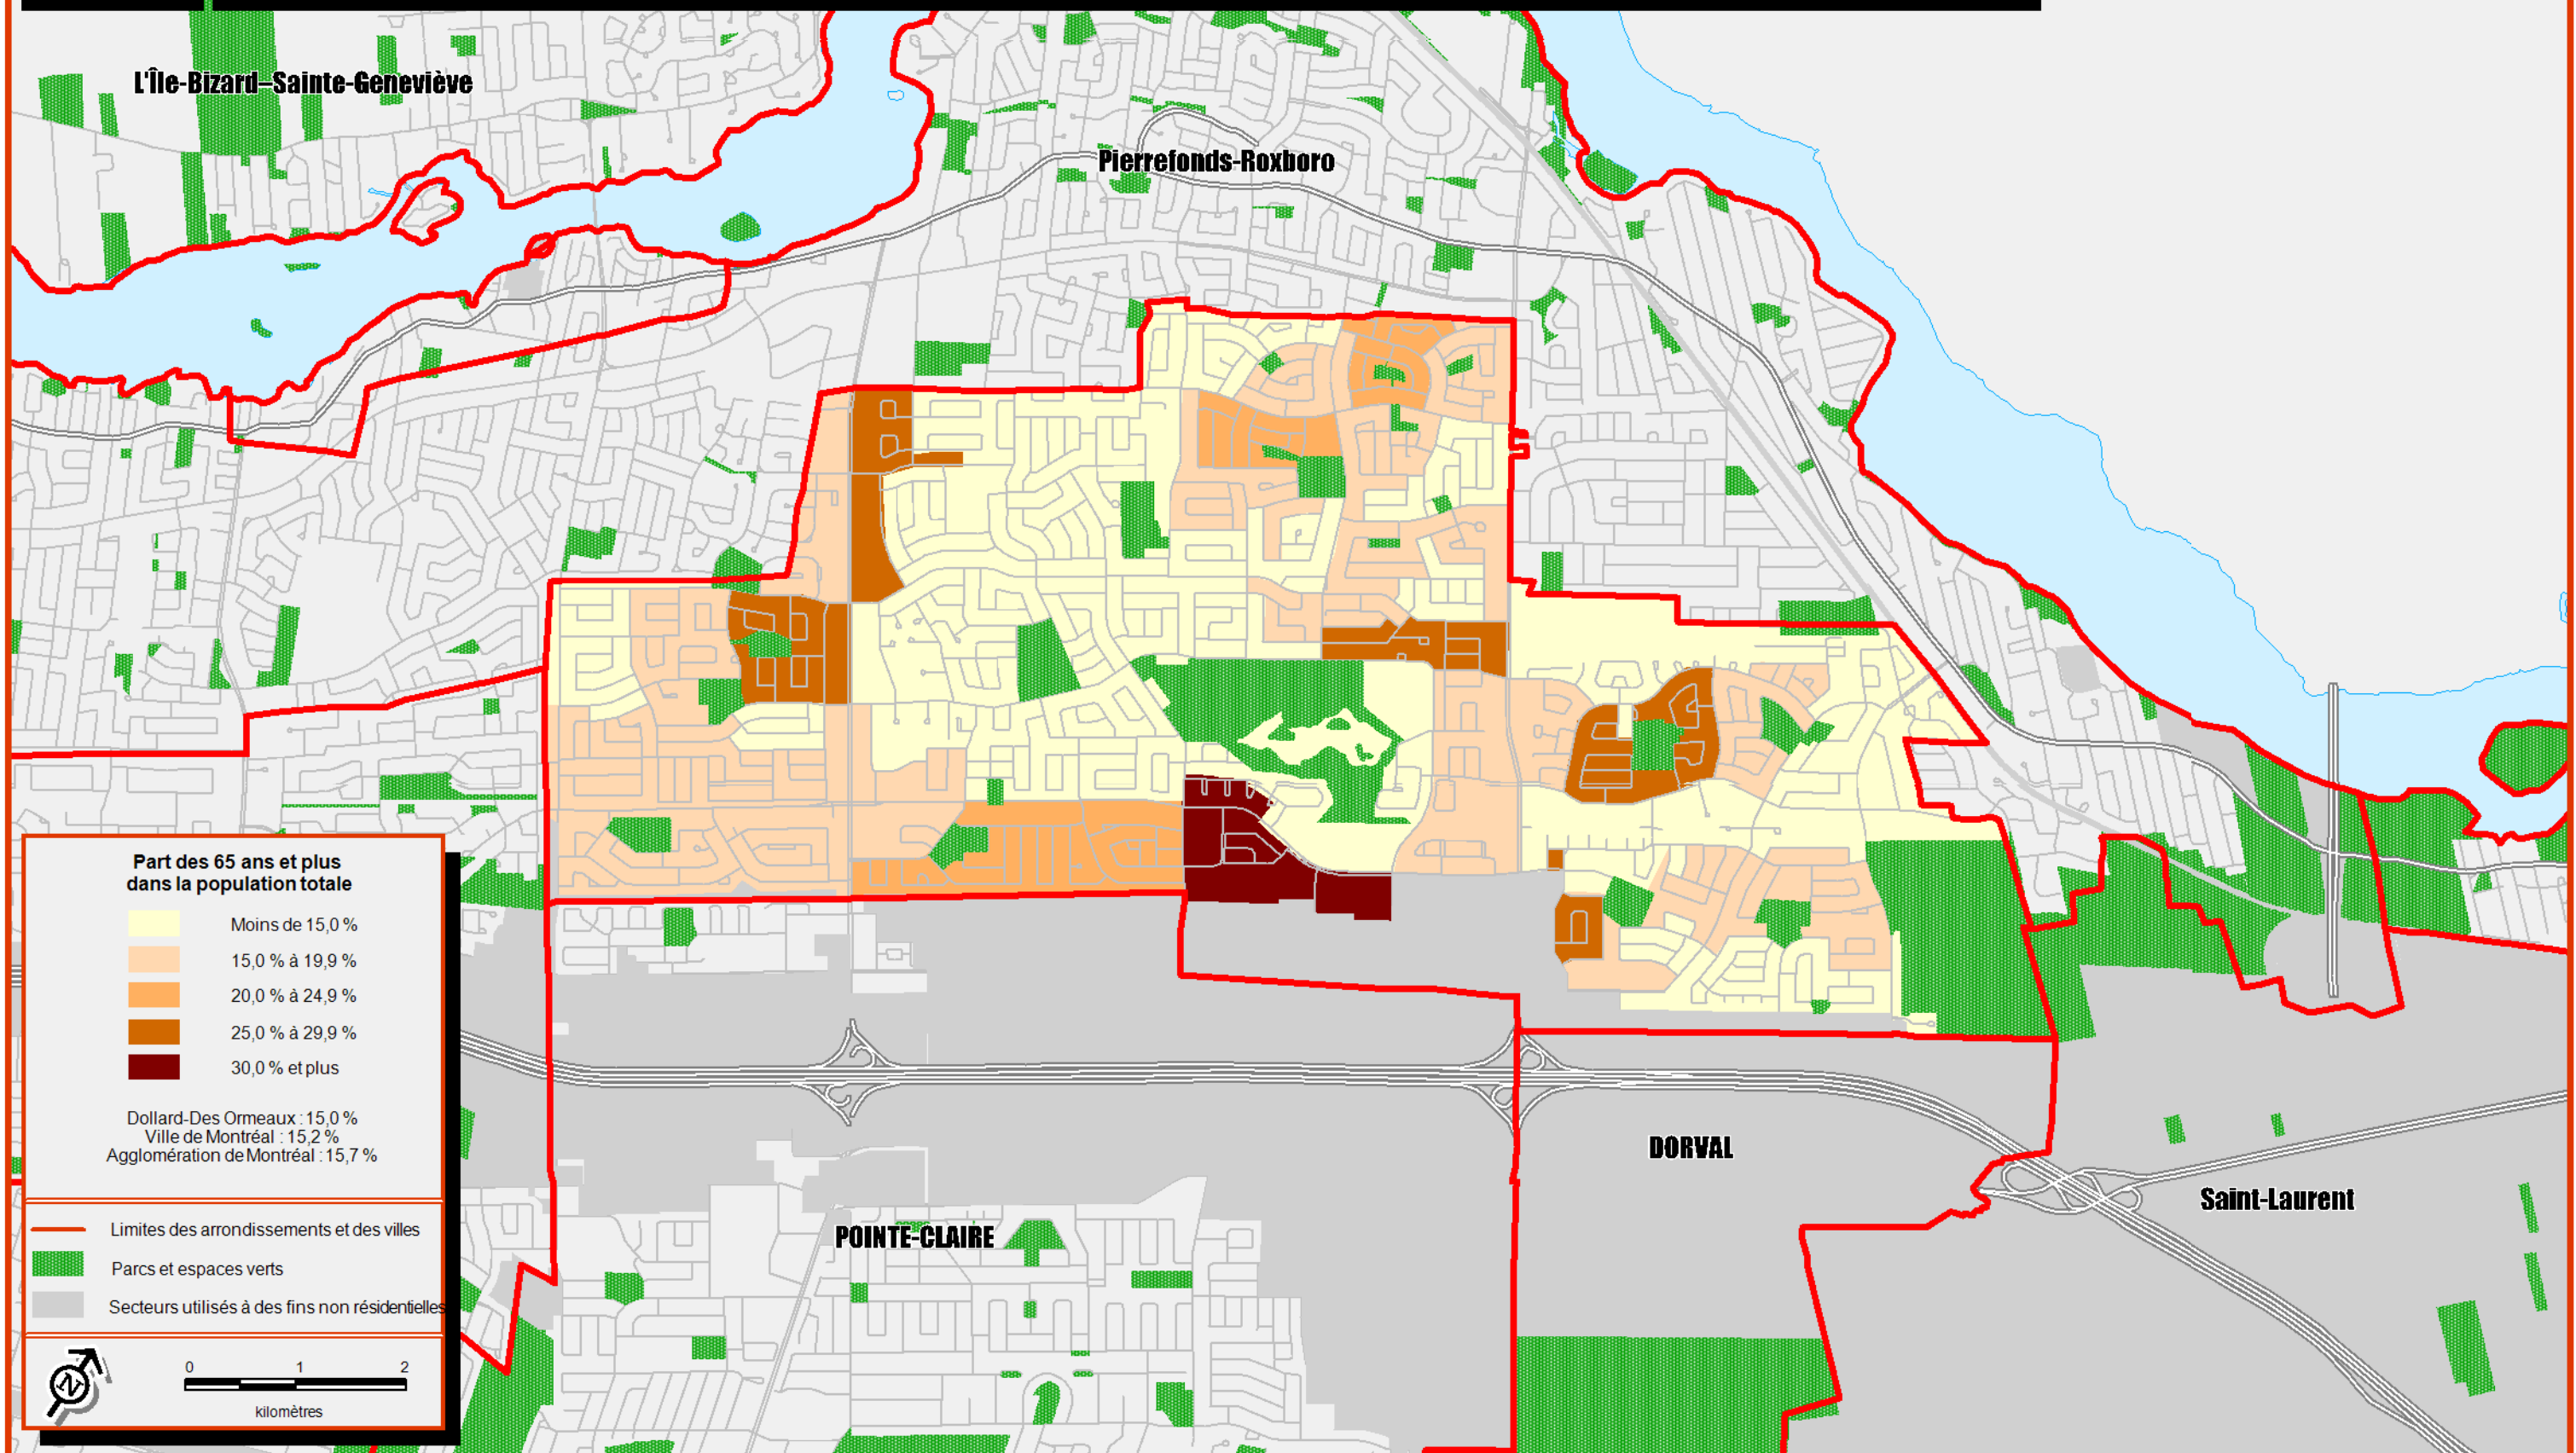 L'Île-Bizard–Sainte-Geneviève
Pierrefonds-Roxboro
Part des 65 ans et plus
dans la population totale
Moins de 15,0 %
15,0 % à 19,9 %
20,0 % à 24,9 %
25,0 % à 29,9 %
30,0 % et plus
Dollard-Des Ormeaux : 15,0 %
Ville de Montréal : 15,2 %
Agglomération de Montréal : 15,7 %
Limites des arrondissements et des villes
Parcs et espaces verts
Secteurs utilisés à des fins non résidentielles
N
0 1 2
kilomètres
DORVAL
Saint-Laurent
POINTE-CLAIRE